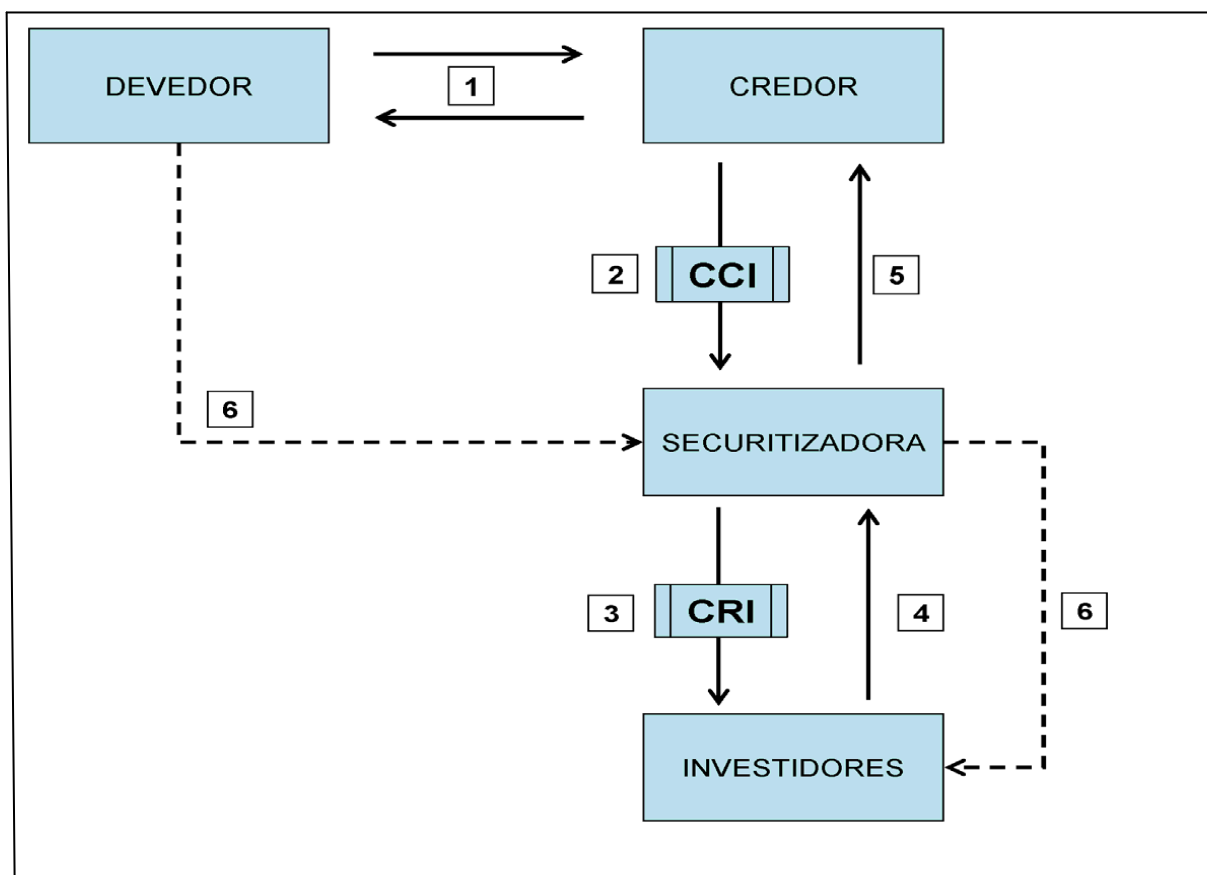 DEVEDOR
1
CREDOR
2
CCI
5
6
SECURITIZADORA
3
CRI
4
6
INVESTIDORES